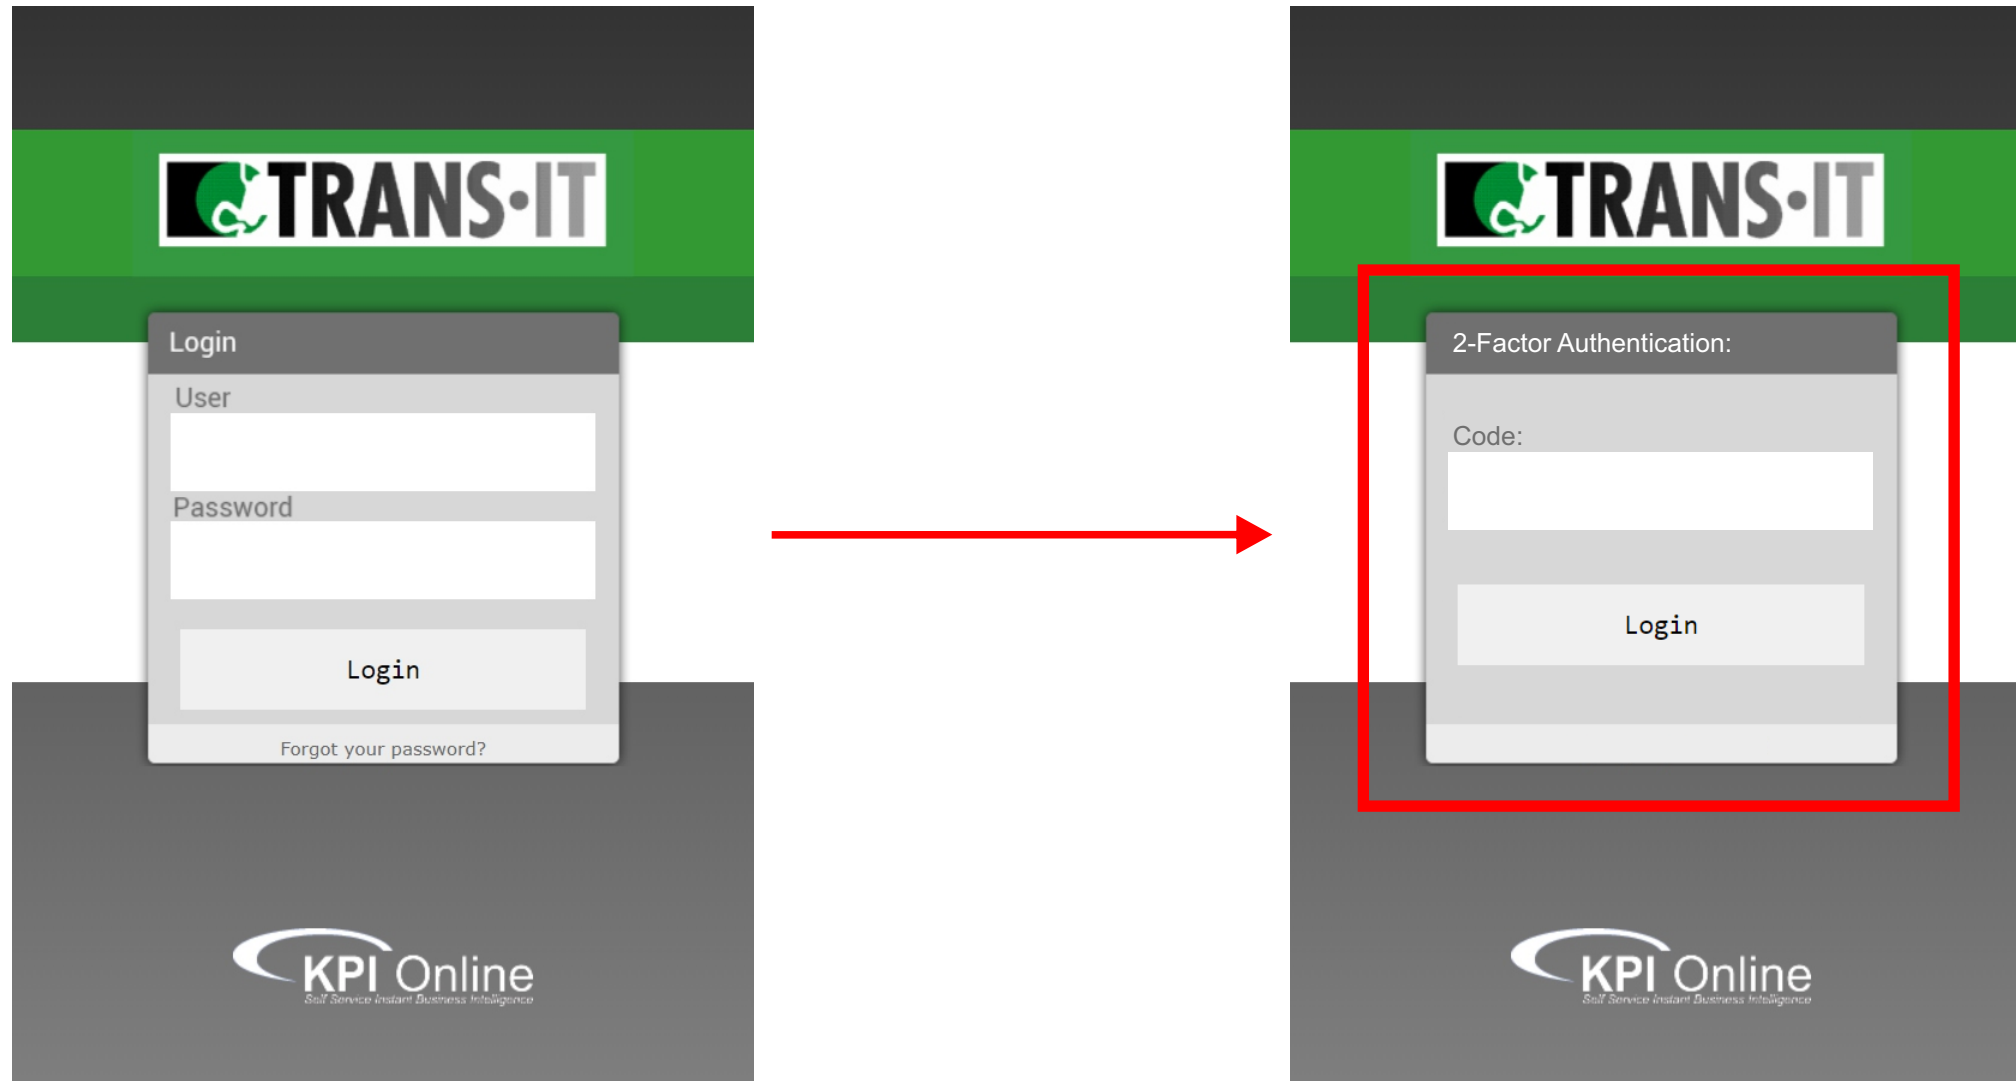 TRANS·IT
Login
User
Password
Login
Forgot your password?
KPI Online
Self Service Instant Business Intelligence
TRANS·IT
2-Factor Authentication:
Code:
Login
KPI Online
Self Service Instant Business Intelligence